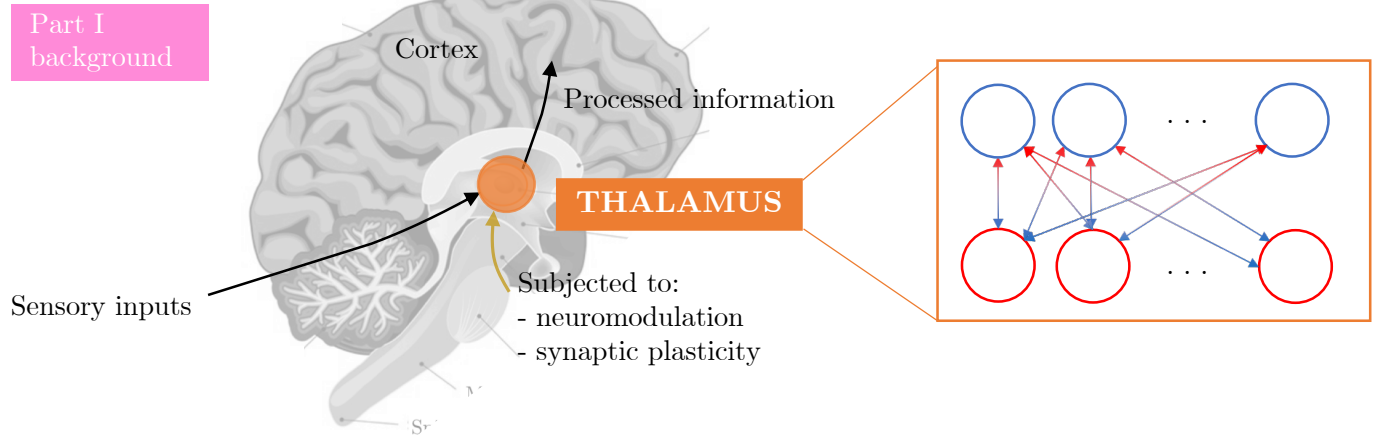 Part I
background
Cortex
Processed information
THALAMUS
. . .
Sensory inputs
Subjected to:
- neuromodulation
- synaptic plasticity
. . .